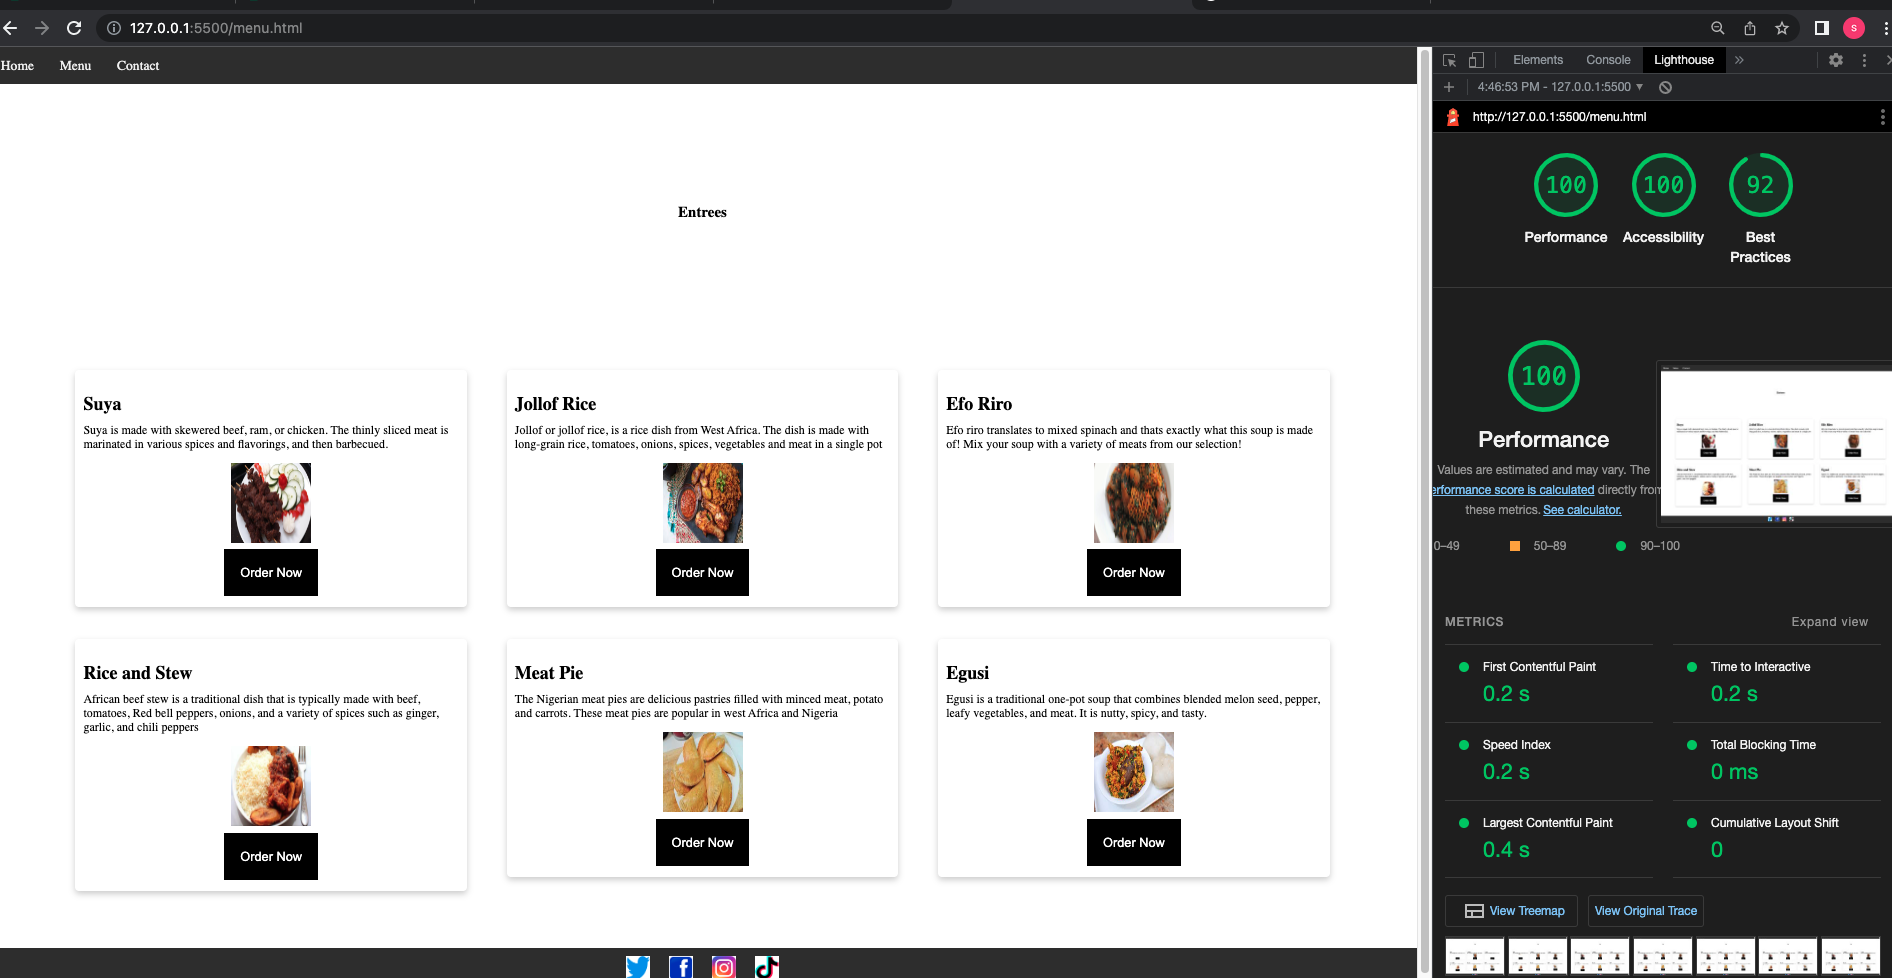 127.0.0.1:5500/menu.html
S
Home Menu Contact
Entrees
Suya
Suya is made with skewered beef, ram, or chicken. The thinly sliced meat is
marinated in various spices and flavorings, and then barbecued.
Order Now
Jollof Rice
Jollof or jollof rice, is a rice dish from West Africa. The dish is made with
long-grain rice, tomatoes, onions, spices, vegetables and meat in a single pot
Order Now
Efo Riro
Efo riro translates to mixed spinach and thats exactly what this soup is made
of! Mix your soup with a variety of meats from our selection!
Order Now
Rice and Stew
African beef stew is a traditional dish that is typically made with beef,
tomatoes, Red bell peppers, onions, and a variety of spices such as ginger,
garlic, and chili peppers
Order Now
Meat Pie
The Nigerian meat pies are delicious pastries filled with minced meat, potato
and carrots. These meat pies are popular in west Africa and Nigeria
Order Now
Egusi
Egusi is a traditional one-pot soup that combines blended melon seed, pepper,
leafy vegetables, and meat. It is nutty, spicy, and tasty.
Order Now
Elements Console Lighthouse
4:46:53 PM - 127.0.0.1:5500
http://127.0.0.1:5500/menu.html
100 100 92
Performance Accessibility Best
Practices
100
Performance
Values are estimated and may vary. The
erformance score is calculated directly from
these metrics. See calculator.
0–49 50–89 90–100
METRICS Expand view
First Contentful Paint
0.2 s
Time to Interactive
0.2 s
Speed Index
0.2 s
Total Blocking Time
0 ms
Largest Contentful Paint
0.4 s
Cumulative Layout Shift
0
View Treemap View Original Trace